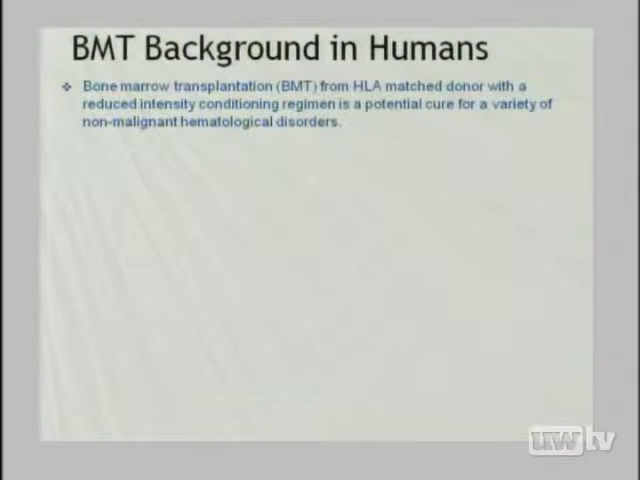 BMT Background in Humans
❖ Bone marrow transplantation (BMT) from HLA matched donor with a
reduced intensity conditioning regimen is a potential cure for a variety of
non-malignant hematological disorders.
uwtv